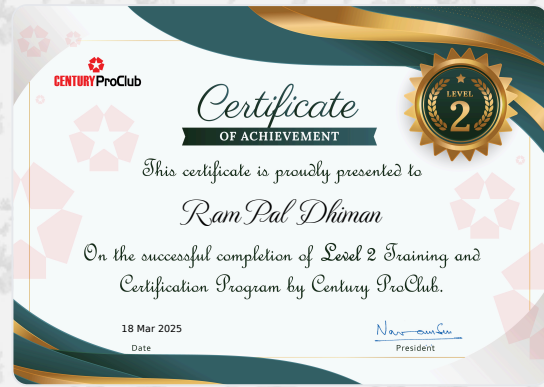 CENTURY ProClub
LEVEL
2
Certificate
OF ACHIEVEMENT
This certificate is proudly presented to
Ram Pal Dhiman
On the successful completion of Level 2 Training and
Certification Program by Century ProClub.
18 Mar 2025
Date
President